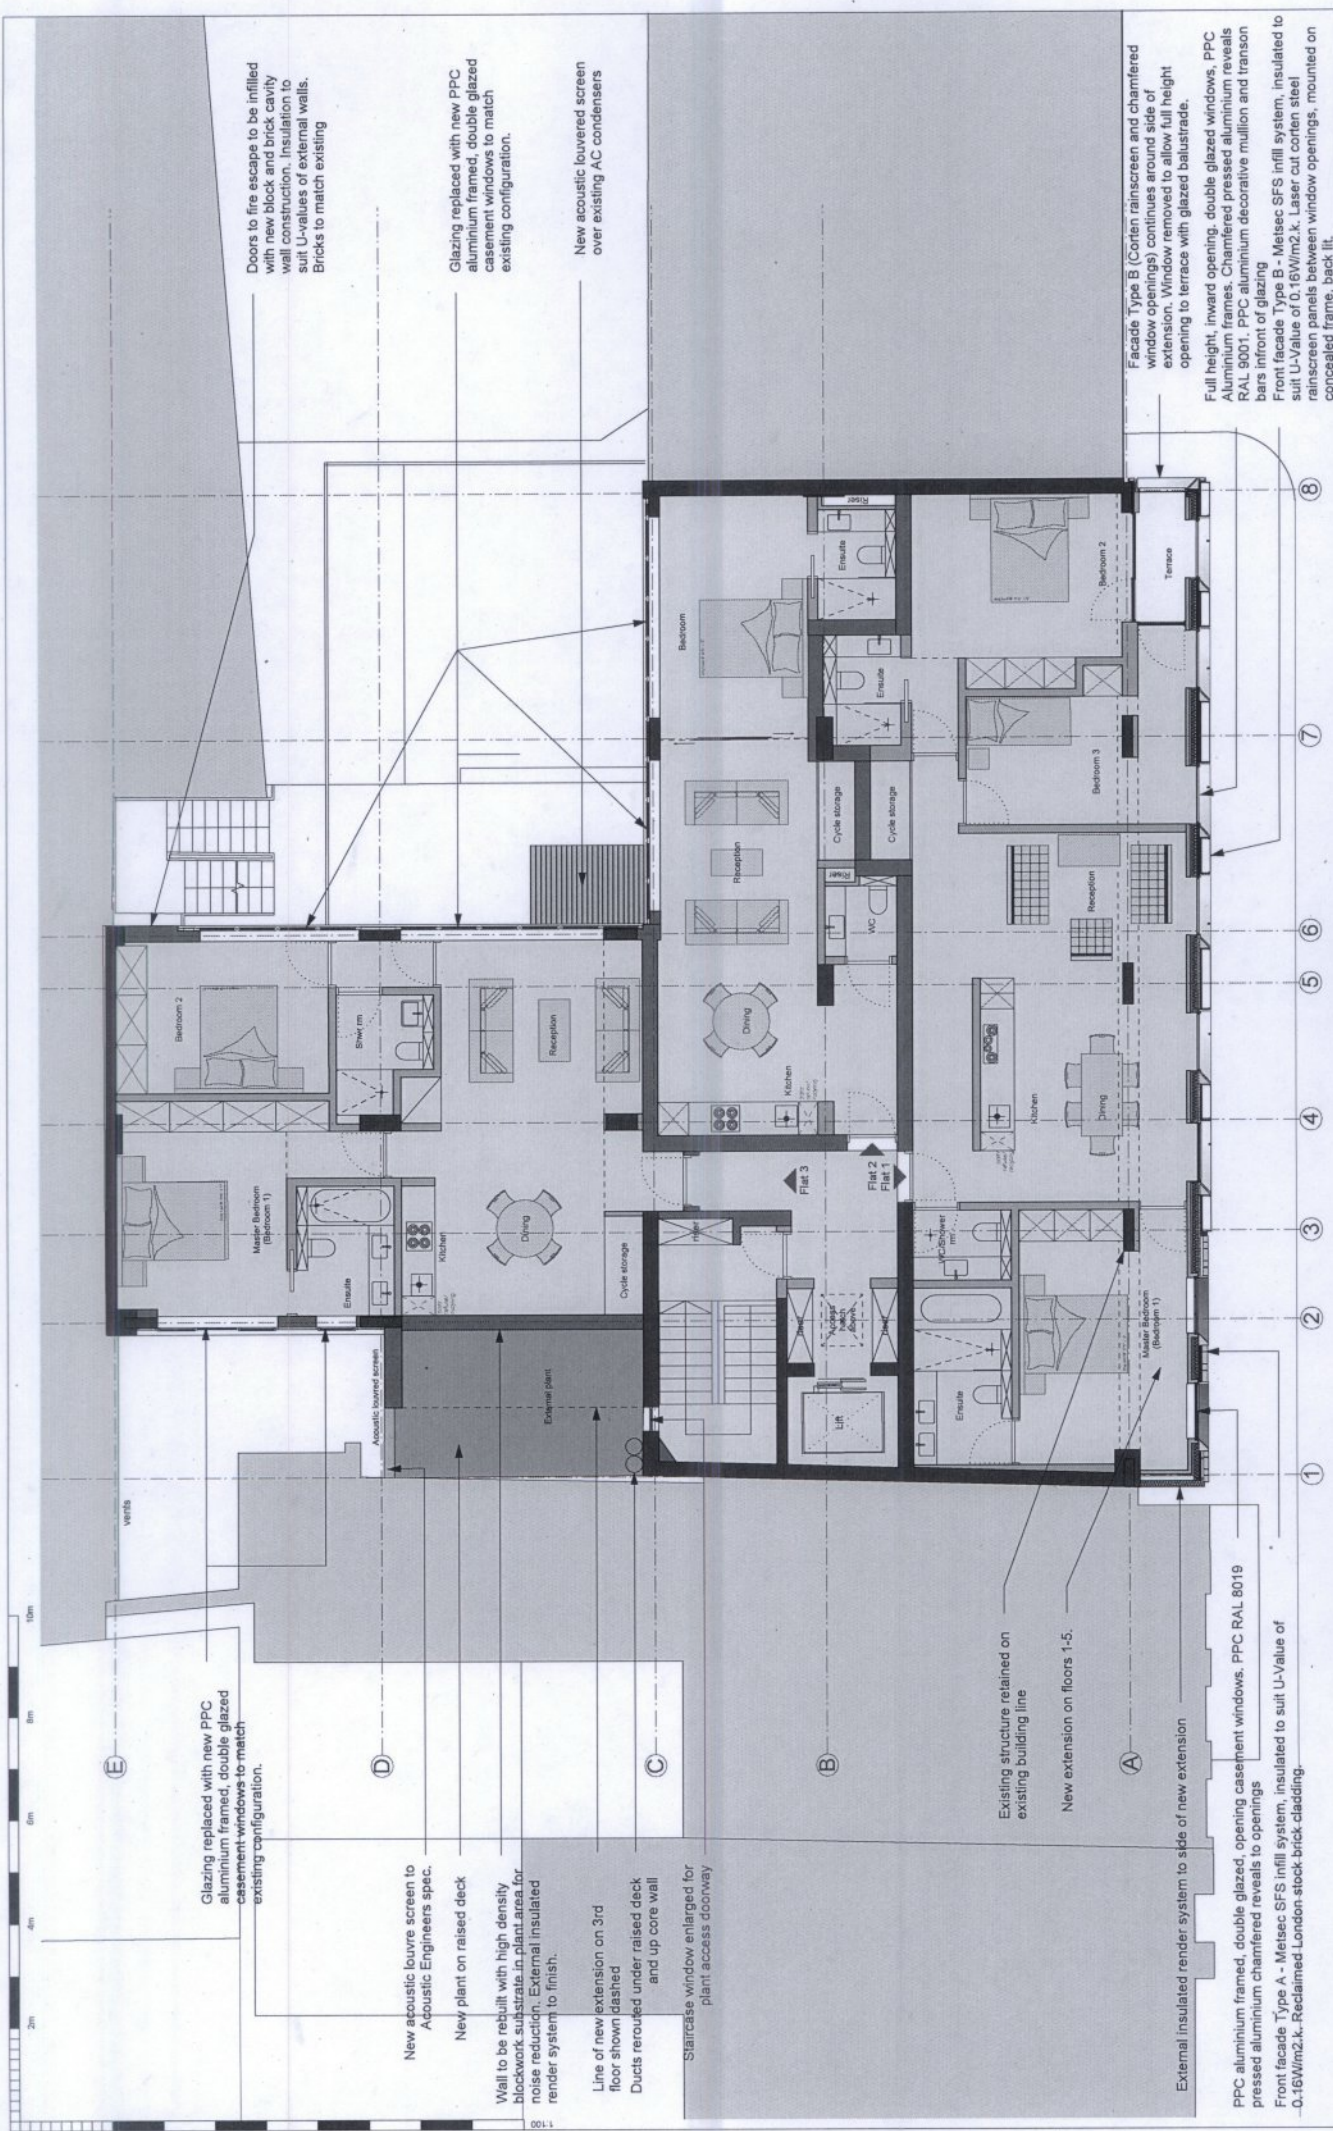 Doors to fire escape to be infilled
with new block and brick cavity
wall construction. Insulation to
suit U-values of external walls.
Bricks to match existing
Glazing replaced with new PPC
aluminium framed, double glazed
casement windows to match
existing configuration.
New acoustic louvered screen
over existing AC condensers
Facade Type B (Corten rainscreen and chamfered
window openings) continues around side of
extension. Window removed to allow full height
opening to terrace with glazed balustrade.
Full height, inward opening, double glazed windows, PPC
Aluminium frames. Chamfered pressed aluminium reveals
RAL 9001. PPC aluminium decorative mullion and transon
bars infront of glazing
Front facade Type B - Metsec SFS infill system, insulated to
suit U-Value of 0.16W/m2.k. Laser cut corten steel
rainscreen panels between window openings, mounted on
concealed frame, back lit.
Glazing replaced with new PPC
aluminium framed, double glazed
casement windows to match
existing configuration.
New acoustic louvre screen to
Acoustic Engineers spec.
New plant on raised deck
Wall to be rebuilt with high density
blockwork substrate in plant area for
noise reduction. External insulated
render system to finish.
Line of new extension on 3rd
floor shown dashed
Ducts rerouted under raised deck
and up core wall
Staircase window enlarged for
plant access doorway
Existing structure retained on
existing building line
New extension on floors 1-5.
External insulated render system to side of new extension
PPC aluminium framed, double glazed, opening casement windows. PPC RAL 8019
pressed aluminium chamfered reveals to openings
Front facade Type A - Metsec SFS infill system, insulated to suit U-Value of
0.16W/m2.k. Reclaimed London stock brick cladding.
2m
4m
6m
8m
10m
1:100
E
D
C
B
A
1
2
3
4
5
6
7
8
vents
Acoustic louvred screen
External plant
Master Bedroom
(Bedroom 1)
Bedroom 2
Ensuite
Shwr rm
Kitchen
Dining
Reception
Cycle storage
riser
Access
hatch
above
Lift
Flat 3
Flat 2
Flat 1
Kitchen
Dining
Reception
Bedroom
WC
Riser
Cycle storage
Cycle storage
Ensuite
Riser
Ensuite
Bedroom 2
Terrace
Bedroom 3
Reception
Kitchen
Dining
WC/Shower
rm
Ensuite
Master Bedroom
(Bedroom 1)